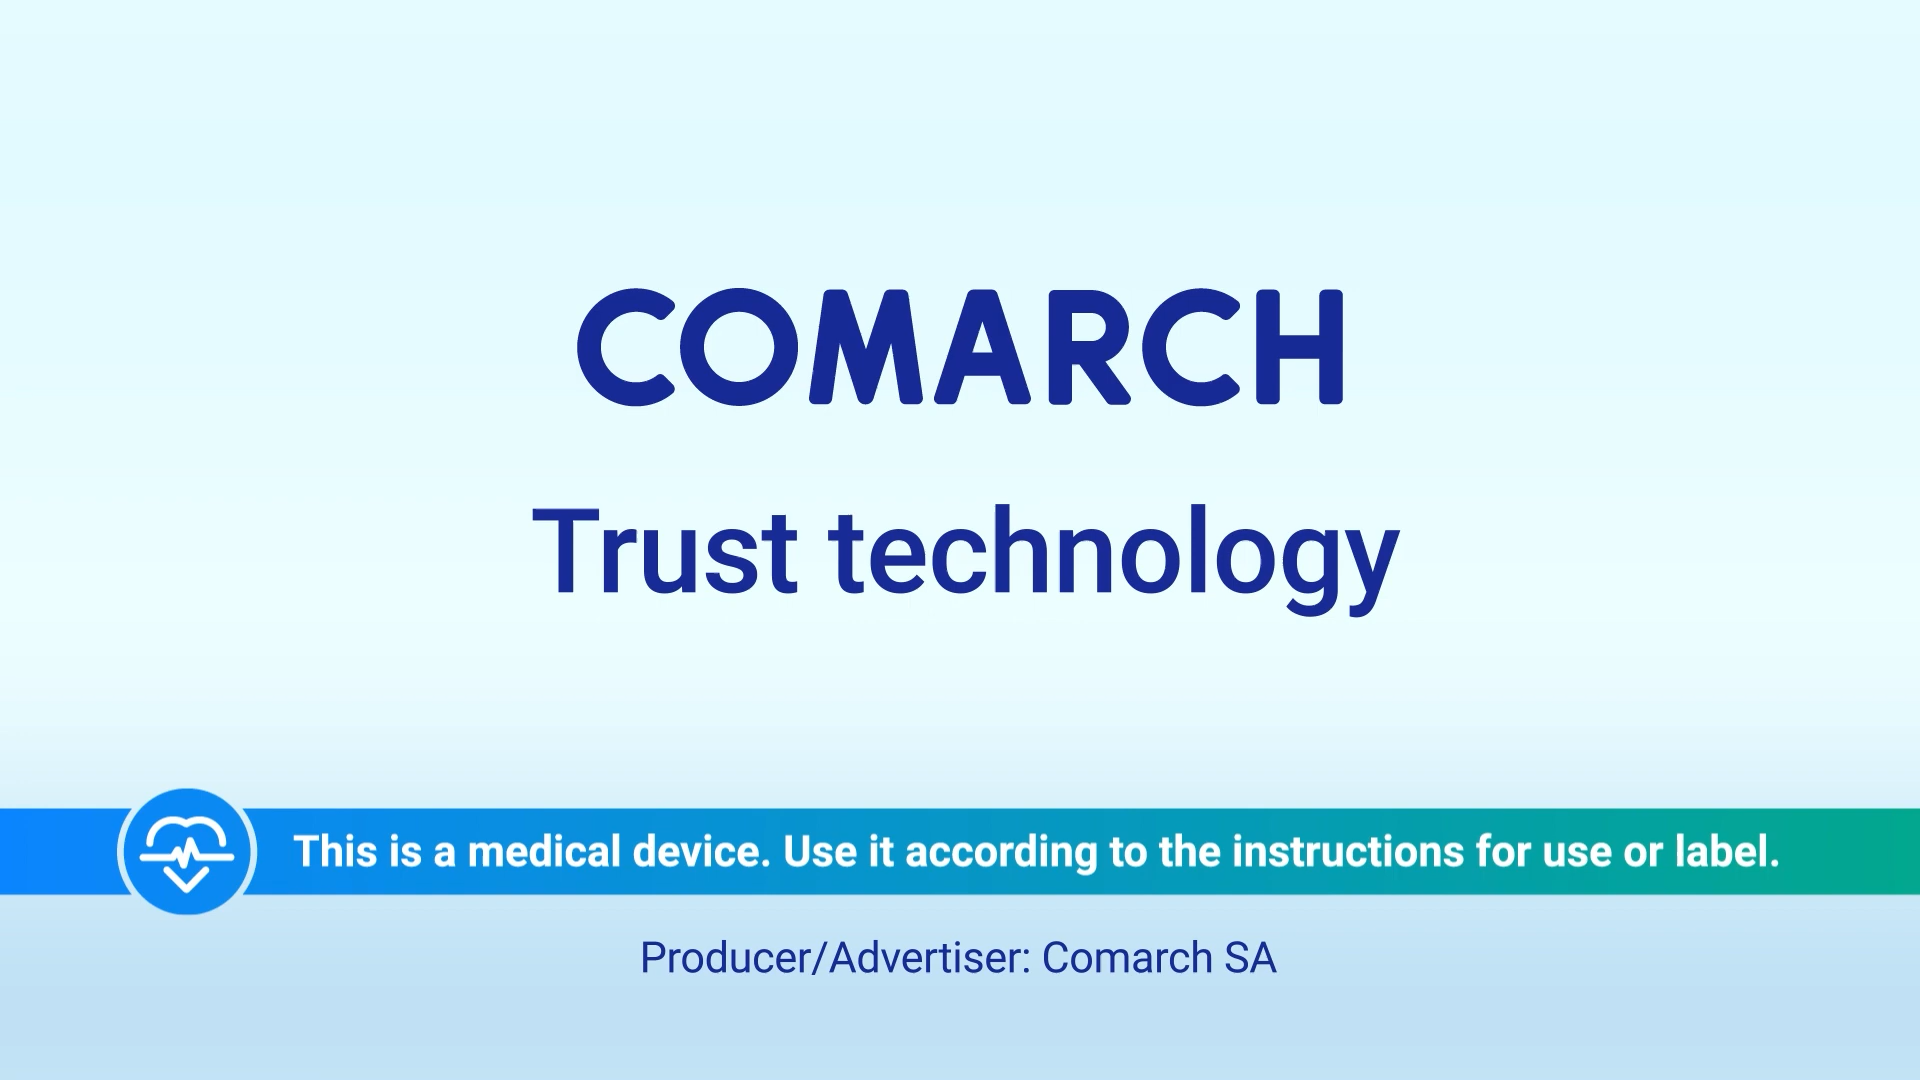 COMARCH
Trust technology
This is a medical device. Use it according to the instructions for use or label.
Producer/Advertiser: Comarch SA